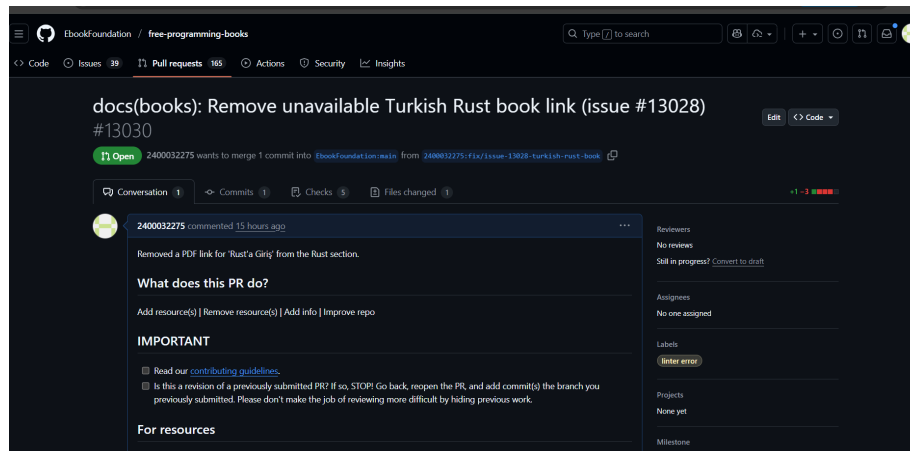 EbookFoundation / free-programming-books
Type / to search
<> Code
Issues 39
Pull requests 165
Actions
Security
Insights
docs(books): Remove unavailable Turkish Rust book link (issue #13028)
#13030
Edit
<> Code
Open
2400032275 wants to merge 1 commit into EbookFoundation:main from 2400032275:fix/issue-13028-turkish-rust-book
Conversation 1
Commits 1
Checks 5
Files changed 1
+1 −3
2400032275 commented 15 hours ago
Removed a PDF link for 'Rust'a Giriş' from the Rust section.
What does this PR do?
Add resource(s) | Remove resource(s) | Add info | Improve repo
IMPORTANT
Read our contributing guidelines.
Is this a revision of a previously submitted PR? If so, STOP! Go back, reopen the PR, and add commit(s) the branch you
previously submitted. Please don't make the job of reviewing more difficult by hiding previous work.
For resources
Reviewers
No reviews
Still in progress? Convert to draft
Assignees
No one assigned
Labels
linter error
Projects
None yet
Milestone